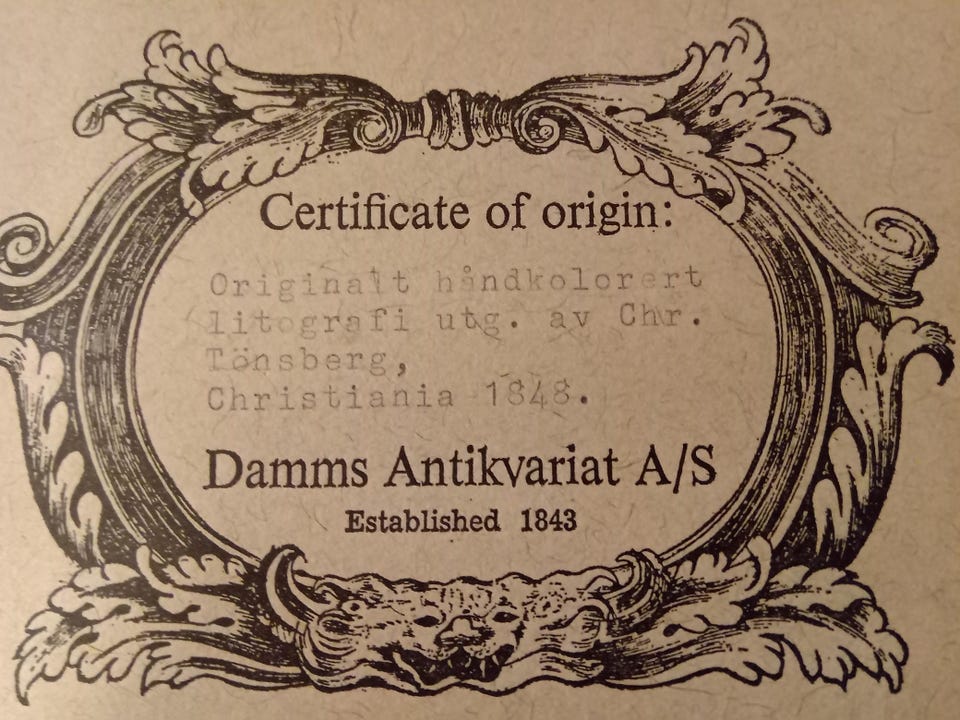 Certificate of origin:
Originalt håndkolorert
litografi utg. av Chr.
Tönsberg,
Christiania 1848.
Damms Antikvariat A/S
Established 1843